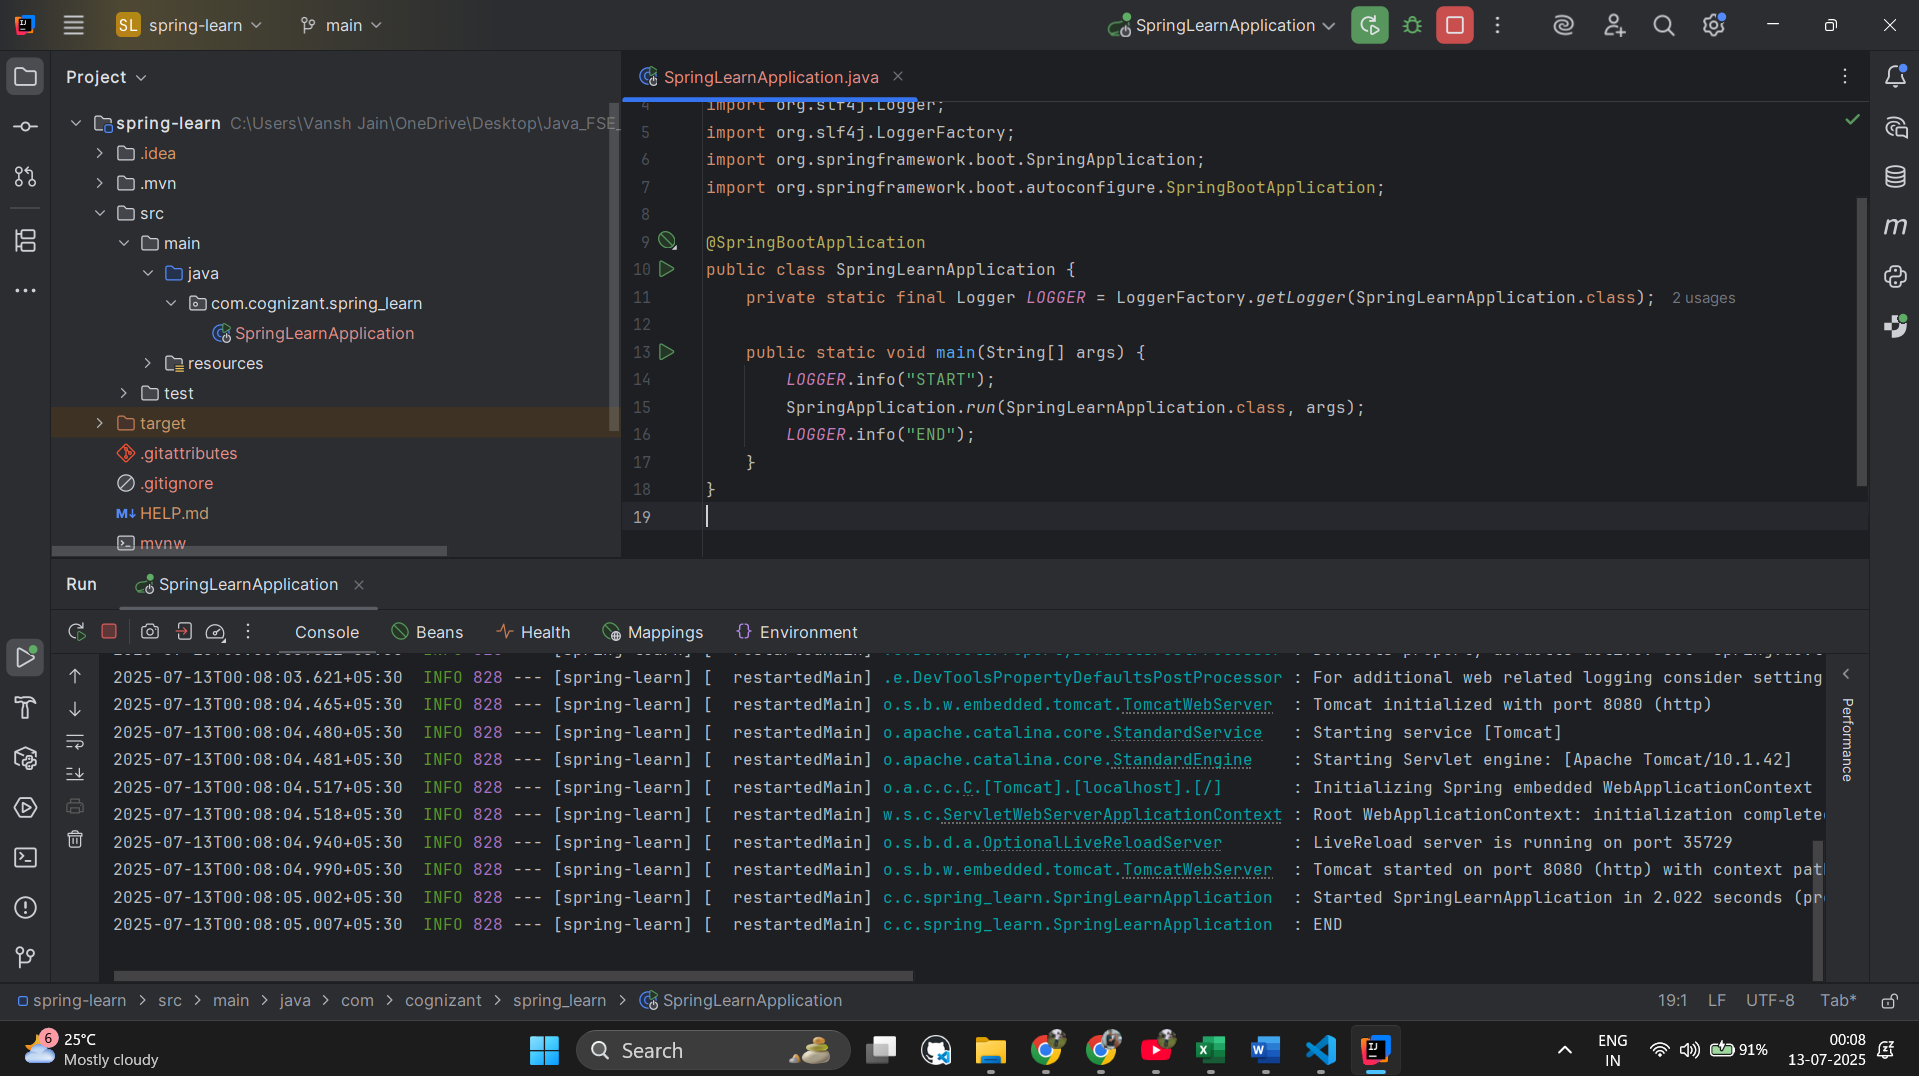 SL spring-learn
main
SpringLearnApplication
Project
SpringLearnApplication.java
spring-learn C:\Users\Vansh Jain\OneDrive\Desktop\Java_FSE_
.idea
.mvn
src
main
java
com.cognizant.spring_learn
SpringLearnApplication
resources
test
target
.gitattributes
.gitignore
M↓ HELP.md
mvnw
4 import org.slf4j.Logger;
5 import org.slf4j.LoggerFactory;
6 import org.springframework.boot.SpringApplication;
7 import org.springframework.boot.autoconfigure.SpringBootApplication;
8
9 @SpringBootApplication
10 public class SpringLearnApplication {
11 private static final Logger LOGGER = LoggerFactory.getLogger(SpringLearnApplication.class); 2 usages
12
13 public static void main(String[] args) {
14 LOGGER.info("START");
15 SpringApplication.run(SpringLearnApplication.class, args);
16 LOGGER.info("END");
17 }
18 }
19
Run SpringLearnApplication
Console Beans Health Mappings Environment
2025-07-13T00:08:03.621+05:30 INFO 828 --- [spring-learn] [ restartedMain] .e.DevToolsPropertyDefaultsPostProcessor : For additional web related logging consider setting
2025-07-13T00:08:04.465+05:30 INFO 828 --- [spring-learn] [ restartedMain] o.s.b.w.embedded.tomcat.TomcatWebServer : Tomcat initialized with port 8080 (http)
2025-07-13T00:08:04.480+05:30 INFO 828 --- [spring-learn] [ restartedMain] o.apache.catalina.core.StandardService : Starting service [Tomcat]
2025-07-13T00:08:04.481+05:30 INFO 828 --- [spring-learn] [ restartedMain] o.apache.catalina.core.StandardEngine : Starting Servlet engine: [Apache Tomcat/10.1.42]
2025-07-13T00:08:04.517+05:30 INFO 828 --- [spring-learn] [ restartedMain] o.a.c.c.C.[Tomcat].[localhost].[/] : Initializing Spring embedded WebApplicationContext
2025-07-13T00:08:04.518+05:30 INFO 828 --- [spring-learn] [ restartedMain] w.s.c.ServletWebServerApplicationContext : Root WebApplicationContext: initialization complete
2025-07-13T00:08:04.940+05:30 INFO 828 --- [spring-learn] [ restartedMain] o.s.b.d.a.OptionalLiveReloadServer : LiveReload server is running on port 35729
2025-07-13T00:08:04.990+05:30 INFO 828 --- [spring-learn] [ restartedMain] o.s.b.w.embedded.tomcat.TomcatWebServer : Tomcat started on port 8080 (http) with context pat
2025-07-13T00:08:05.002+05:30 INFO 828 --- [spring-learn] [ restartedMain] c.c.spring_learn.SpringLearnApplication : Started SpringLearnApplication in 2.022 seconds (pr
2025-07-13T00:08:05.007+05:30 INFO 828 --- [spring-learn] [ restartedMain] c.c.spring_learn.SpringLearnApplication : END
Performance
spring-learn > src > main > java > com > cognizant > spring_learn > SpringLearnApplication
19:1 LF UTF-8 Tab*
6
25°C
Mostly cloudy
Search
ENG
IN
91%
00:08
13-07-2025